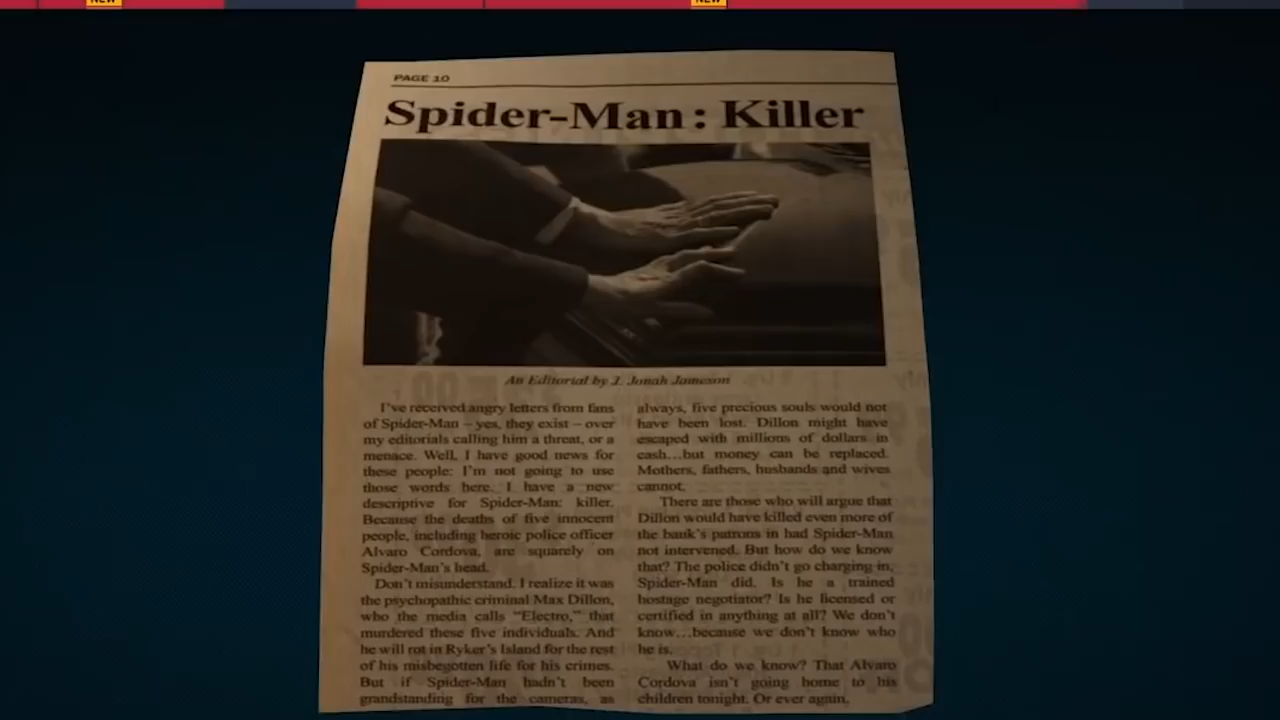 NEW
NEW
PAGE 10
Spider-Man: Killer
An Editorial by J. Jonah Jameson
I've received angry letters from fans
of Spider-Man – yes, they exist – over
my editorials calling him a threat, or a
menace. Well, I have good news for
these people: I'm not going to use
those words here. I have a new
descriptive for Spider-Man: killer.
Because the deaths of five innocent
people, including heroic police officer
Alvaro Cordova, are squarely on
Spider-Man's head.
Don't misunderstand. I realize it was
the psychopathic criminal Max Dillon,
who the media calls "Electro," that
murdered these five individuals. And
he will rot in Ryker's Island for the rest
of his misbegotten life for his crimes.
But if Spider-Man hadn't been
grandstanding for the cameras, as
always, five precious souls would not
have been lost. Dillon might have
escaped with millions of dollars in
cash...but money can be replaced.
Mothers, fathers, husbands and wives
cannot.
There are those who will argue that
Dillon would have killed even more of
the bank's patrons in had Spider-Man
not intervened. But how do we know
that? The police didn't go charging in,
Spider-Man did. Is he a trained
hostage negotiator? Is he licensed or
certified in anything at all? We don't
know...because we don't know who
he is.
What do we know? That Alvaro
Cordova isn't going home to his
children tonight. Or ever again.